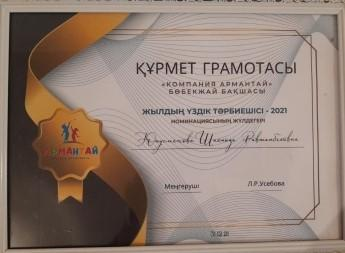 ҚҰРМЕТ ГРАМОТАСЫ
«КОМПАНИЯ АРМАНТАЙ»
БӨБЕКЖАЙ БАҚШАСЫ
ЖЫЛДЫҢ ҮЗДІК ТӘРБИЕШІСІ - 2021
НОМИНАЦИЯСЫНЫҢ ЖҮЛДЕГЕРІ
АРМАНТАЙ
Меңгеруші Л.Р.Усебова